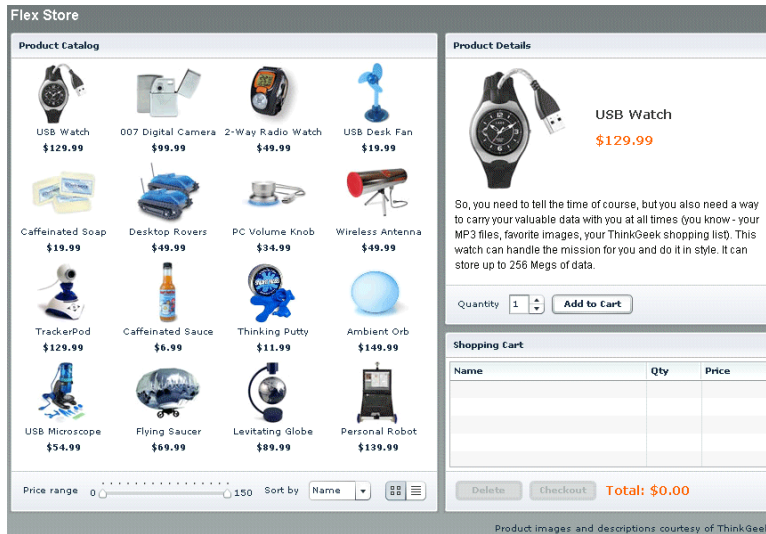 Flex Store
Product Catalog
USB Watch 007 Digital Camera 2-Way Radio Watch USB Desk Fan
$129.99 $99.99 $49.99 $19.99
Caffeinated Soap Desktop Rovers PC Volume Knob Wireless Antenna
$19.99 $49.99 $34.99 $49.99
TrackerPod Caffeinated Sauce Thinking Putty Ambient Orb
$129.99 $6.99 $11.99 $149.99
USB Microscope Flying Saucer Levitating Globe Personal Robot
$54.99 $69.99 $89.99 $139.99
Price range 0 150 Sort by Name
Product Details
USB Watch
$129.99
So, you need to tell the time of course, but you also need a way
to carry your valuable data with you at all times (you know - your
MP3 files, favorite images, your ThinkGeek shopping list). This
watch can handle the mission for you and do it in style. It can
store up to 256 Megs of data.
Quantity 1 Add to Cart
Shopping Cart
Name Qty Price
Delete Checkout Total: $0.00
Product images and descriptions courtesy of ThinkGeek